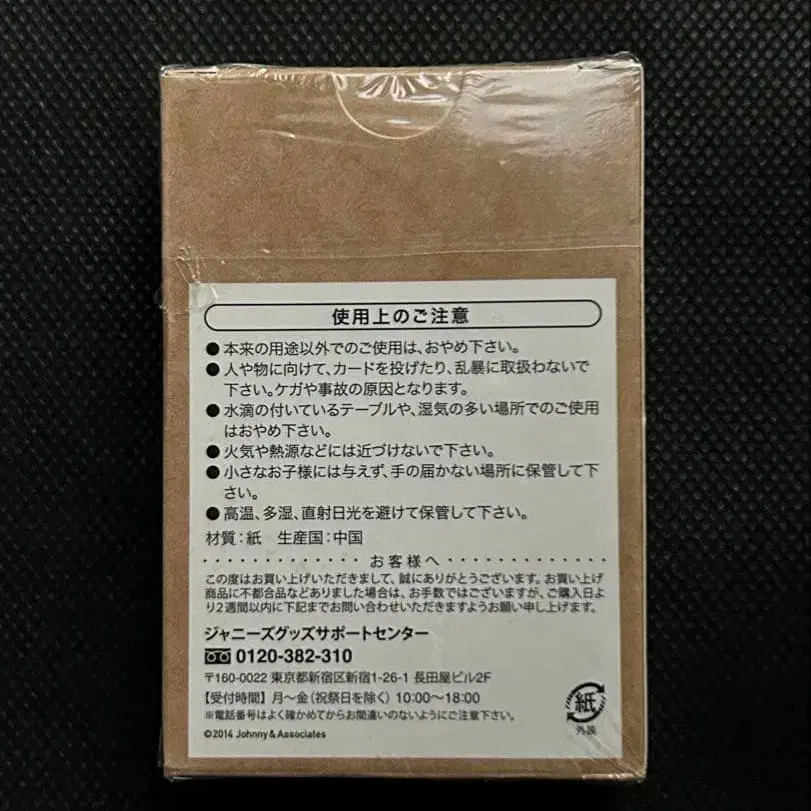 使用上のご注意
●本来の用途以外でのご使用は、おやめ下さい。
●人や物に向けて、カードを投げたり、乱暴に取扱わないで
下さい。ケガや事故の原因となります。
●水滴の付いているテーブルや、湿気の多い場所でのご使用
はおやめ下さい。
●火気や熱源などには近づけないで下さい。
●小さなお子様には与えず、手の届かない場所に保管して下
さい。
●高温、多湿、直射日光を避けて保管して下さい。
材質:紙 生産国:中国
お客様へ
この度はお買い上げいただきまして、誠にありがとうございます。お買い上げ
商品に不都合品などありました場合は、お手数ではございますが、ご購入日よ
り2週間以内に下記までお問い合わせいただきますようお願い申し上げます。
ジャニーズグッズサポートセンター
0120-382-310
〒160-0022 東京都新宿区新宿1-26-1 長田屋ビル2F
【受付時間】 月〜金(祝祭日を除く) 10:00〜18:00
※電話番号はよく確かめてからお間違いのないようにご注意下さい。
©2014 Johnny & Associates
紙
外装